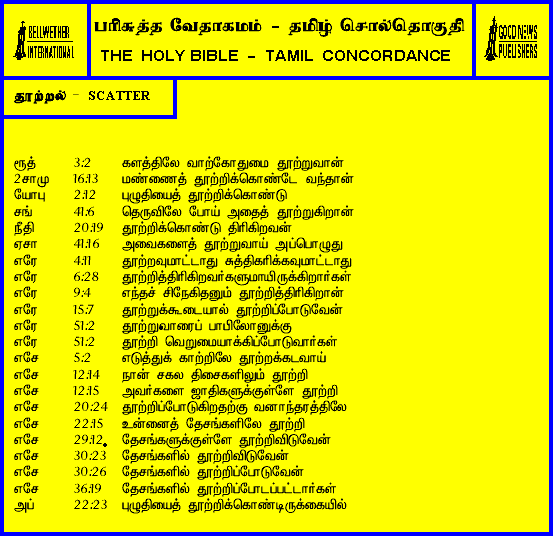 BELLWETHER
INTERNATIONAL
பரிசுத்த வேதாகமம் - தமிழ் சொல்தொகுதி
THE HOLY BIBLE - TAMIL CONCORDANCE
GOOD NEWS
PUBLISHERS
தூற்றல் - SCATTER
ரூத் 3:2 களத்திலே வாற்கோதுமை தூற்றுவான்
2சாமு 16:13 மண்ணைத் தூற்றிக்கொண்டே வந்தான்
யோபு 2:12 புழுதியைத் தூற்றிக்கொண்டு
சங் 41:6 தெருவிலே போய் அதைத் தூற்றுகிறான்
நீதி 20:19 தூற்றிக்கொண்டு திரிகிறவன்
ஏசா 41:16 அவைகளைத் தூற்றுவாய் அப்பொழுது
எரே 4:11 தூற்றவுமாட்டாது சுத்திகரிக்கவுமாட்டாது
எரே 6:28 தூற்றித்திரிகிறவர்களுமாயிருக்கிறார்கள்
எரே 9:4 எந்தச் சிநேகிதனும் தூற்றித்திரிகிறான்
எரே 15:7 தூற்றுக்கூடையால் தூற்றிப்போடுவேன்
எரே 51:2 தூற்றுவாரைப் பாபிலோனுக்கு
எரே 51:2 தூற்றி வெறுமையாக்கிப்போடுவார்கள்
எசே 5:2 எடுத்துக் காற்றிலே தூற்றக்கடவாய்
எசே 12:14 நான் சகல திசைகளிலும் தூற்றி
எசே 12:15 அவர்களை ஜாதிகளுக்குள்ளே தூற்றி
எசே 20:24 தூற்றிப்போடுகிறதற்கு வனாந்தரத்திலே
எசே 22:15 உன்னைத் தேசங்களிலே தூற்றி
எசே 29:12 தேசங்களுக்குள்ளே தூற்றிவிடுவேன்
எசே 30:23 தேசங்களில் தூற்றிவிடுவேன்
எசே 30:26 தேசங்களில் தூற்றிப்போடுவேன்
எசே 36:19 தேசங்களில் தூற்றிப்போடப்பட்டார்கள்
அப் 22:23 புழுதியைத் தூற்றிக்கொண்டிருக்கையில்